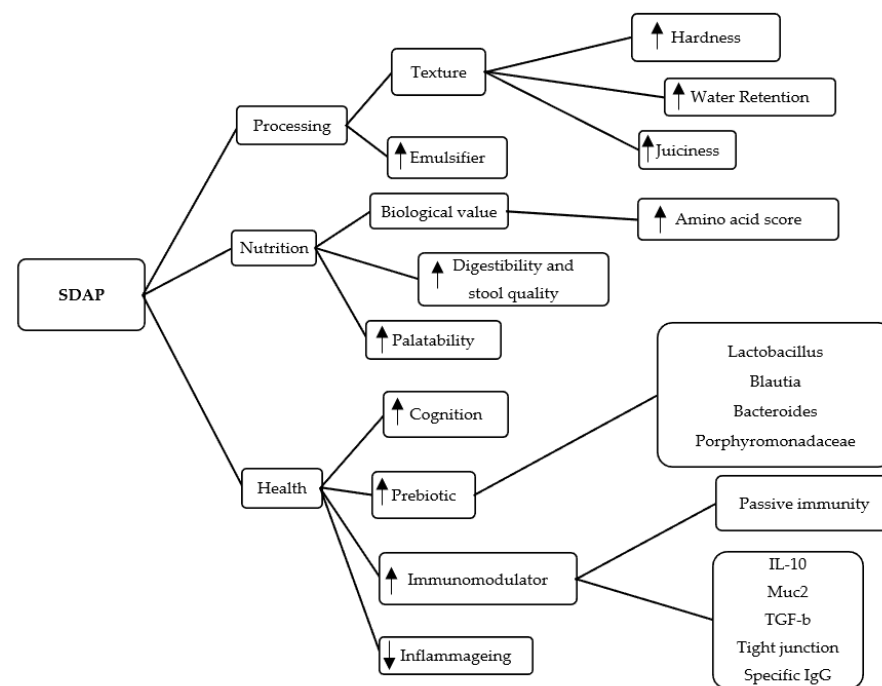 SDAP
Processing
Texture
Hardness
Water Retention
Juiciness
Emulsifier
Nutrition
Biological value
Amino acid score
Digestibility and
stool quality
Palatability
Health
Cognition
Prebiotic
Lactobacillus
Blautia
Bacteroides
Porphyromonadaceae
Immunomodulator
Passive immunity
IL-10
Muc2
TGF-b
Tight junction
Specific IgG
Inflammageing